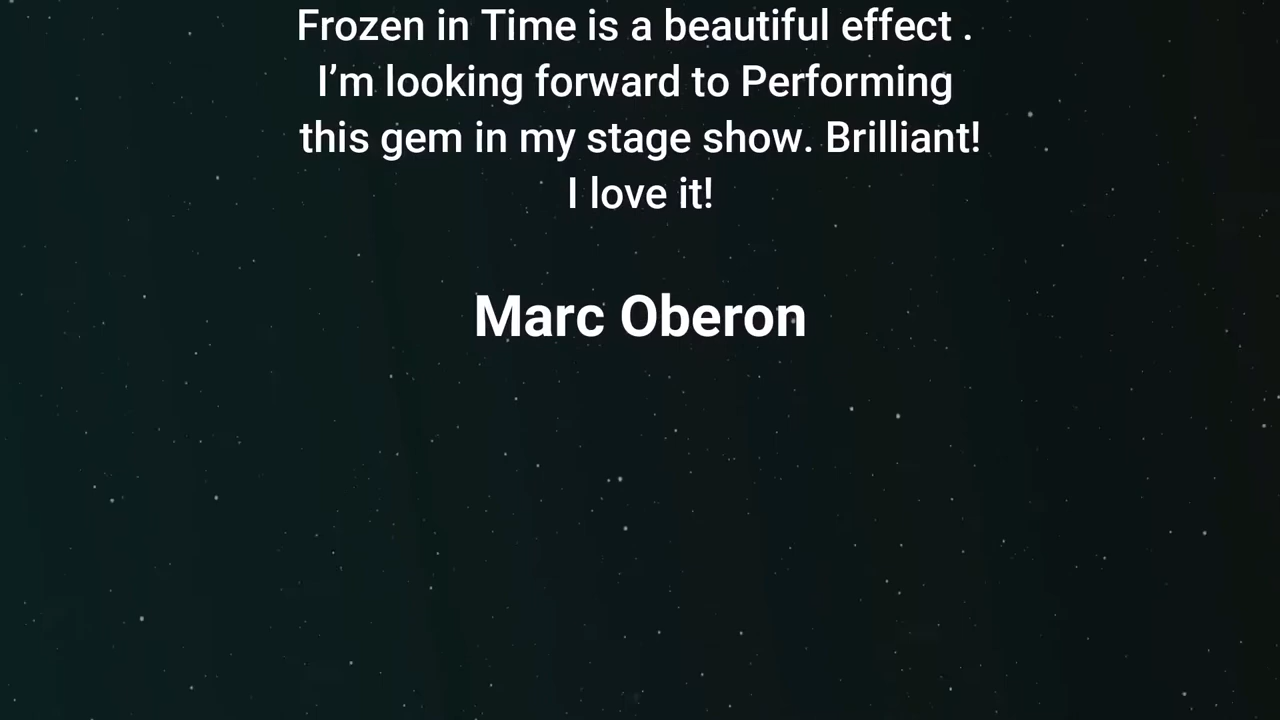 Frozen in Time is a beautiful effect .
I’m looking forward to Performing
this gem in my stage show. Brilliant!
I love it!
Marc Oberon